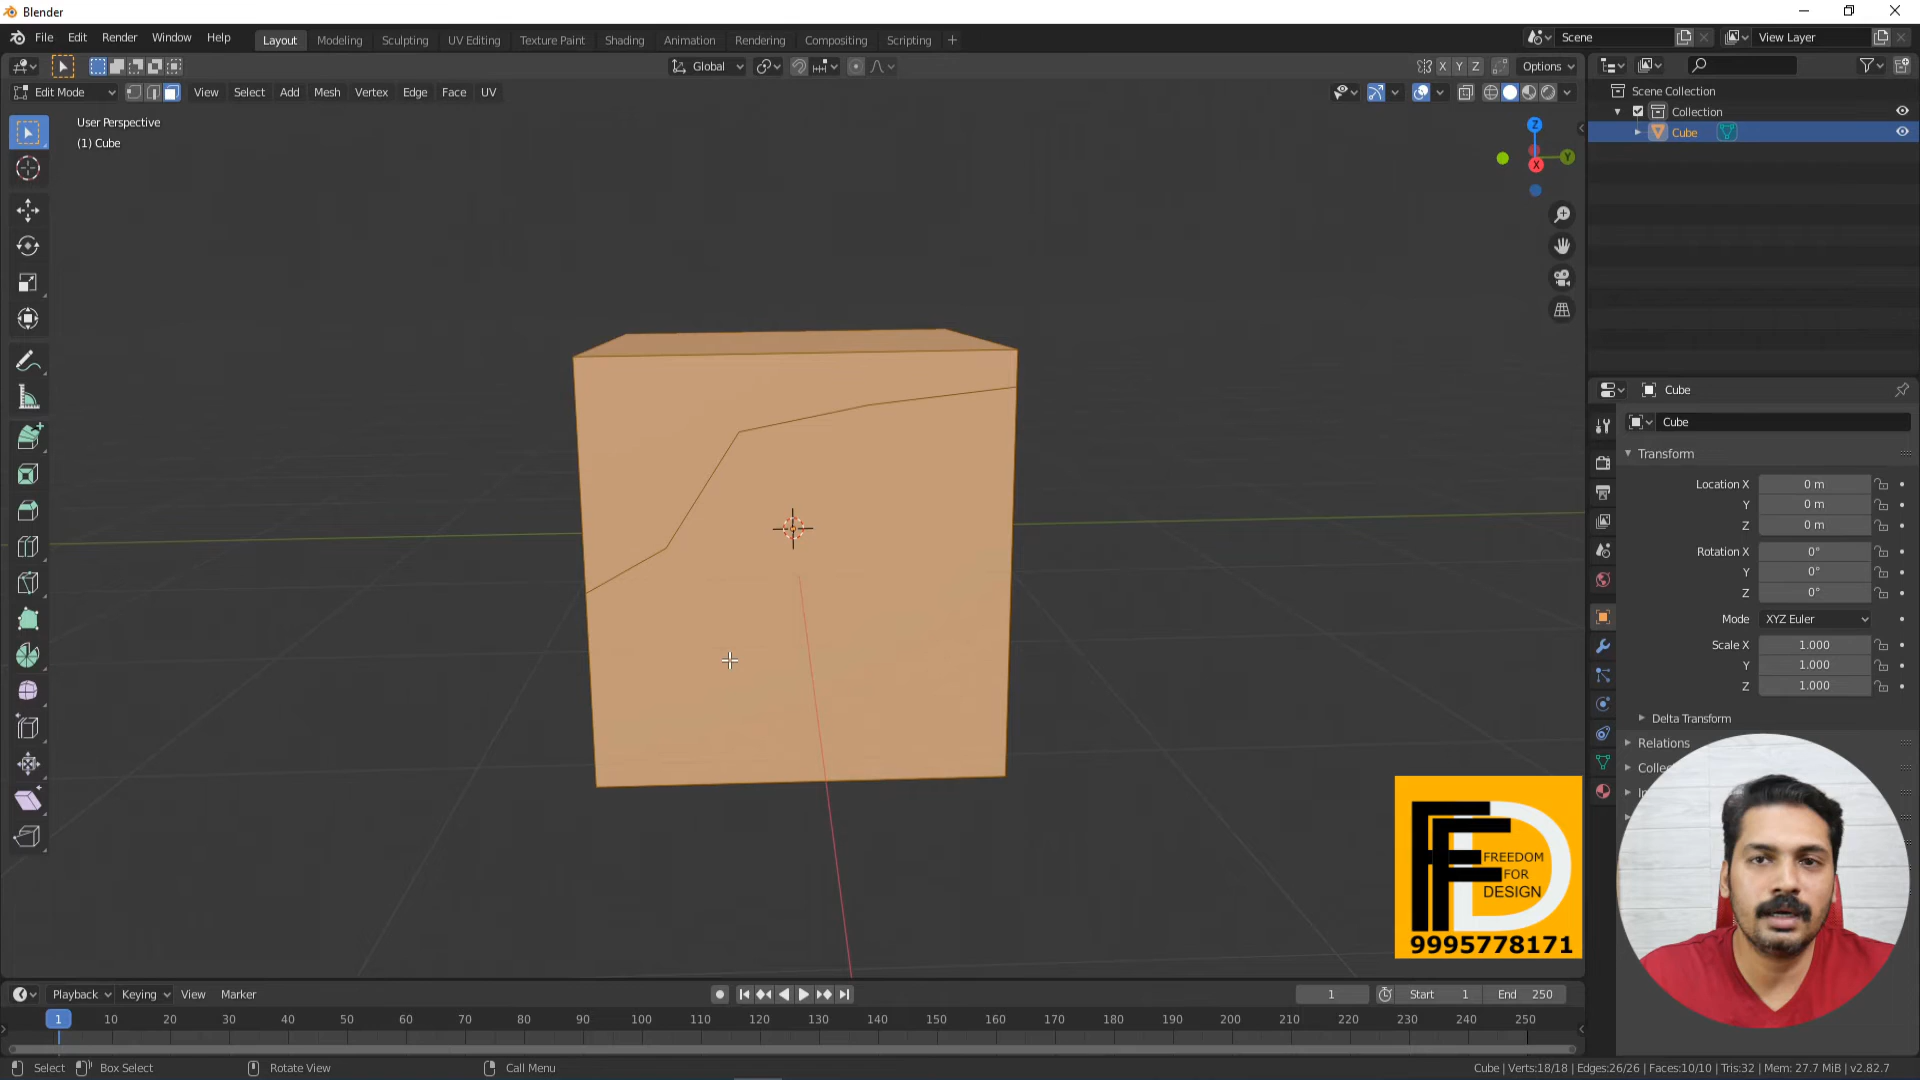 Blender
File Edit Render Window Help Layout Modeling Sculpting UV Editing Texture Paint Shading Animation Rendering Compositing Scripting + Scene View Layer
Global X Y Z Options
Edit Mode View Select Add Mesh Vertex Edge Face UV
Scene Collection
Collection
Cube
User Perspective
(1) Cube
Z
Y
X
Cube
Cube
Transform
Location X 0 m
Y 0 m
Z 0 m
Rotation X 0°
Y 0°
Z 0°
Mode XYZ Euler
Scale X 1.000
Y 1.000
Z 1.000
Delta Transform
Relations
FREEDOM
FOR
DESIGN
9995778171
Playback Keying View Marker 1 Start 1 End 250
1 10 20 30 40 50 60 70 80 90 100 110 120 130 140 150 160 170 180 190 200 210 220 230 240 250
Select Box Select Rotate View Call Menu Cube | Verts:18/18 | Edges:26/26 | Faces:10/10 | Tris:32 | Mem: 27.7 MiB | v2.82.7